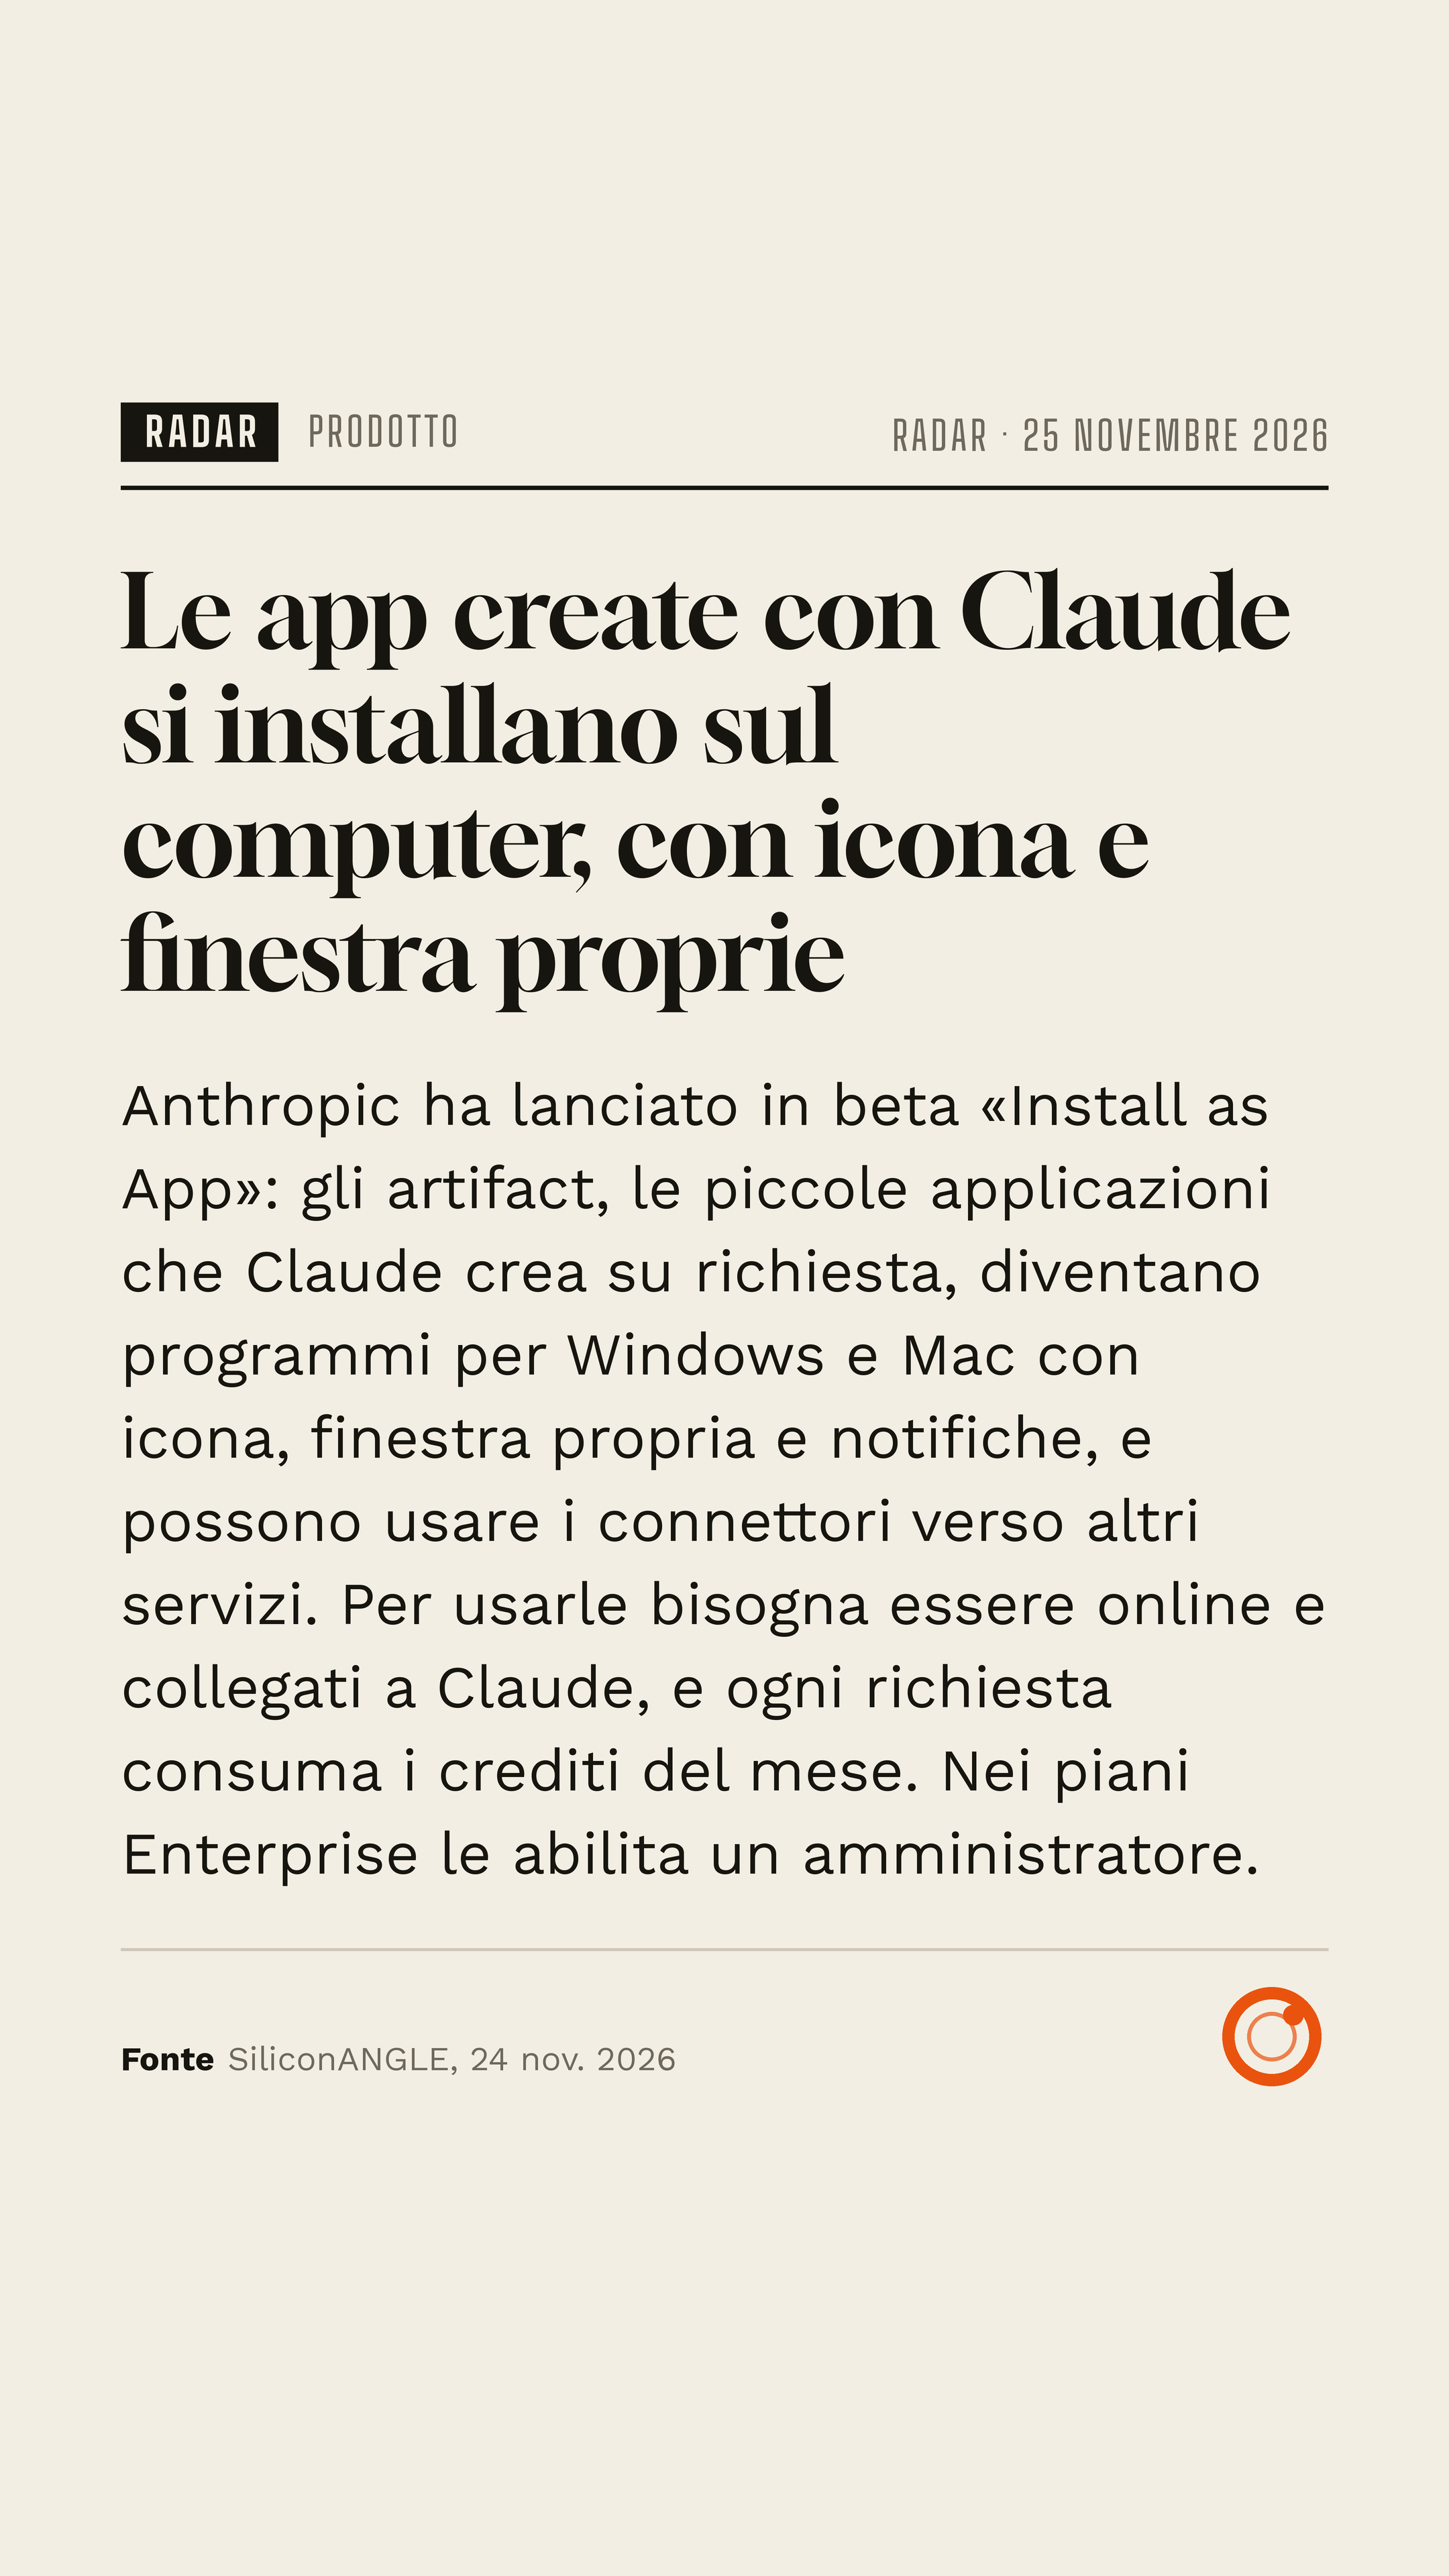 RADAR PRODOTTO RADAR · 25 NOVEMBRE 2026
Le app create con Claude
si installano sul
computer, con icona e
finestra proprie
Anthropic ha lanciato in beta «Install as
App»: gli artifact, le piccole applicazioni
che Claude crea su richiesta, diventano
programmi per Windows e Mac con
icona, finestra propria e notifiche, e
possono usare i connettori verso altri
servizi. Per usarle bisogna essere online e
collegati a Claude, e ogni richiesta
consuma i crediti del mese. Nei piani
Enterprise le abilita un amministratore.
Fonte SiliconANGLE, 24 nov. 2026